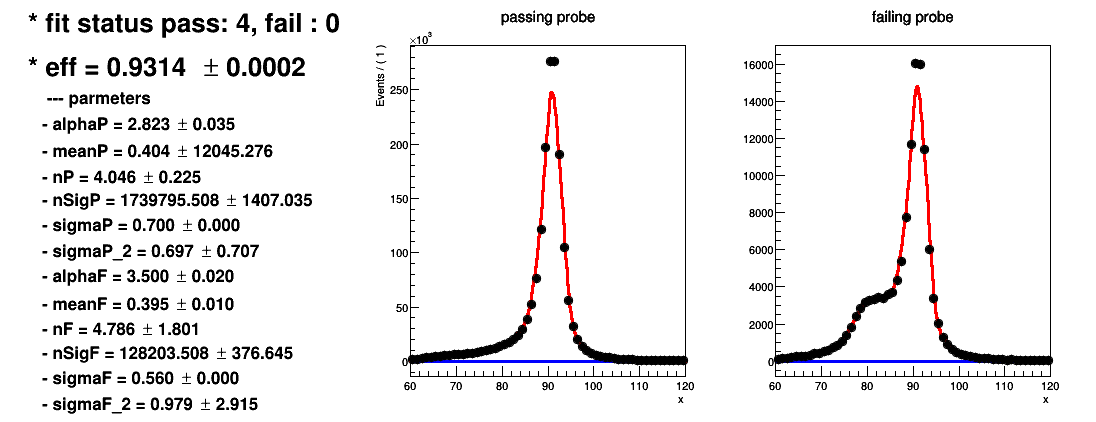 * fit status pass: 4, fail : 0
* eff = 0.9314 ± 0.0002
--- parmeters
- alphaP = 2.823 ± 0.035
- meanP = 0.404 ± 12045.276
- nP = 4.046 ± 0.225
- nSigP = 1739795.508 ± 1407.035
- sigmaP = 0.700 ± 0.000
- sigmaP_2 = 0.697 ± 0.707
- alphaF = 3.500 ± 0.020
- meanF = 0.395 ± 0.010
- nF = 4.786 ± 1.801
- nSigF = 128203.508 ± 376.645
- sigmaF = 0.560 ± 0.000
- sigmaF_2 = 0.979 ± 2.915
passing probe
×10³
Events / ( 1 )
250
200
150
100
50
0
60 70 80 90 100 110 120
x
failing probe
16000
14000
12000
10000
8000
6000
4000
2000
0
60 70 80 90 100 110 120
x